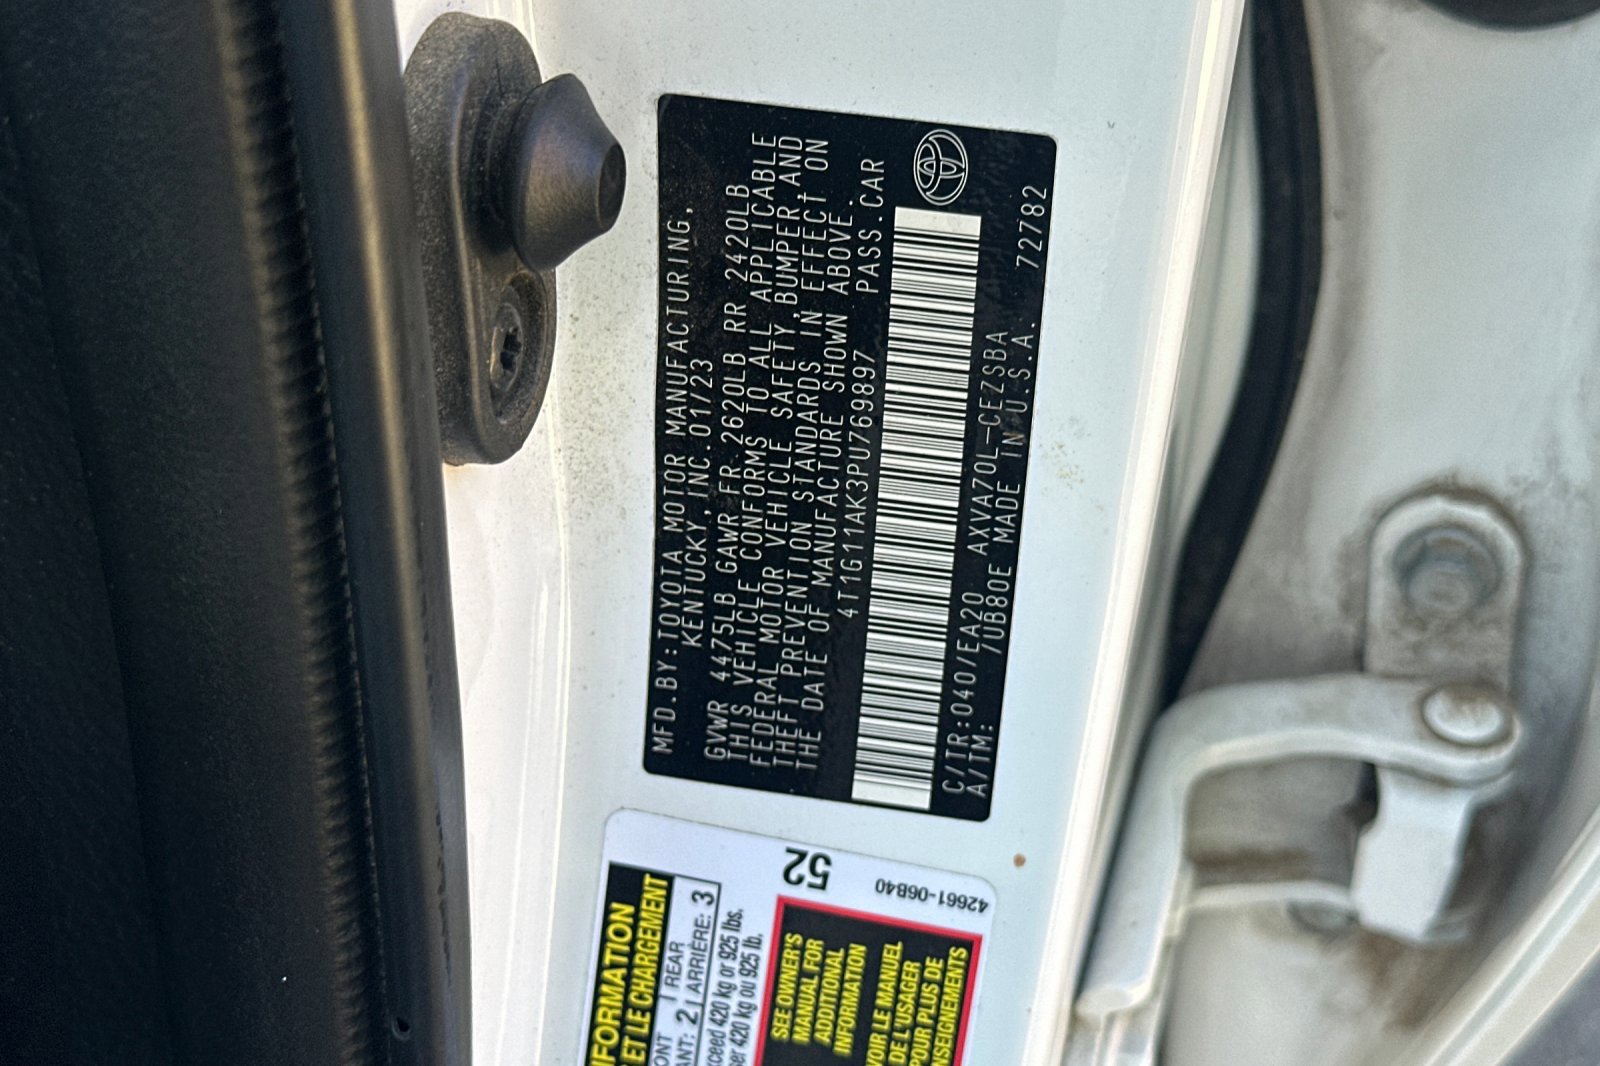 MFD.BY:TOYOTA MOTOR MANUFACTURING,
KENTUCKY,INC.01/23
GVWR 4475LB GAWR FR 2620LB RR 2420LB
THIS VEHICLE CONFORMS TO ALL APPLICABLE
FEDERAL MOTOR VEHICLE SAFETY,BUMPER,AND
THEFT PREVENTION STANDARDS IN EFFECT ON
THE DATE OF MANUFACTURE SHOWN ABOVE.
4T1G11AK3PU769897 PASS.CAR
C/TR:040/EA20 AXVA70L-CEZSBA
A/TM: /UB80E MADE IN U.S.A. 72782
52
42661-06B40
INFORMATION
ET LE CHARGEMENT
REAR
2 ARRIÈRE: 3
420 kg or 925 lbs.
420 kg ou 925 lb.
SEE OWNER'S
MANUAL FOR
ADDITIONAL
INFORMATION
VOIR LE MANUEL
DE L'USAGER
POUR PLUS DE